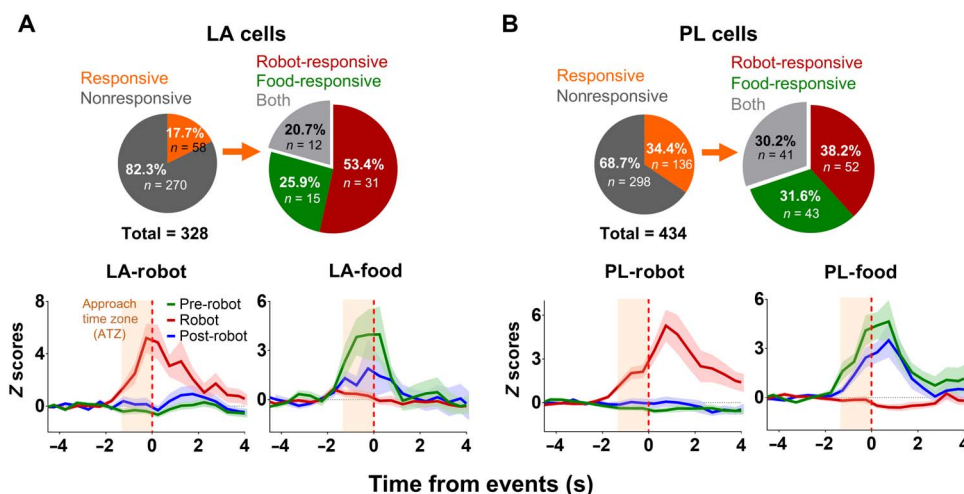 A
LA cells
Responsive
Nonresponsive
17.7%
n = 58
82.3%
n = 270
Total = 328
Robot-responsive
Food-responsive
Both
20.7%
n = 12
53.4%
n = 31
25.9%
n = 15
B
PL cells
Responsive
Nonresponsive
34.4%
n = 136
68.7%
n = 298
Total = 434
Robot-responsive
Food-responsive
Both
30.2%
n = 41
38.2%
n = 52
31.6%
n = 43
LA-robot
Z scores
8
4
0
Approach
time zone
(ATZ)
Pre-robot
Robot
Post-robot
−4 −2 0 2 4
LA-food
6
3
0
−4 −2 0 2 4
PL-robot
Z scores
6
3
0
−4 −2 0 2 4
PL-food
6
3
0
−4 −2 0 2 4
Time from events (s)